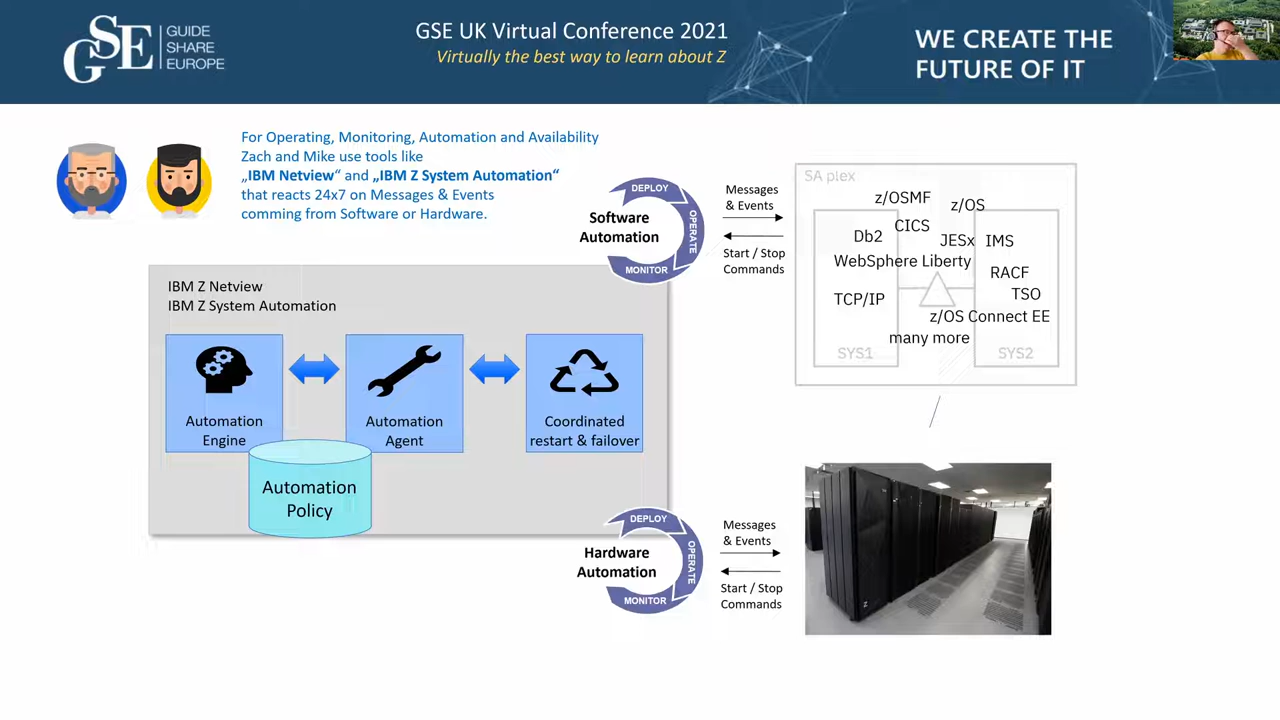 GSE
GUIDE
SHARE
EUROPE
GSE UK Virtual Conference 2021
Virtually the best way to learn about Z
WE CREATE THE
FUTURE OF IT
For Operating, Monitoring, Automation and Availability
Zach and Mike use tools like
„IBM Netview“ and „IBM Z System Automation“
that reacts 24x7 on Messages & Events
comming from Software or Hardware.
DEPLOY
OPERATE
MONITOR
Software
Automation
Messages
& Events
Start / Stop
Commands
SA plex
z/OSMF
z/OS
CICS
Db2
JESx
IMS
WebSphere Liberty
RACF
TCP/IP
TSO
z/OS Connect EE
many more
SYS1
SYS2
IBM Z Netview
IBM Z System Automation
Automation
Engine
Automation
Agent
Coordinated
restart & failover
Automation
Policy
DEPLOY
OPERATE
MONITOR
Hardware
Automation
Messages
& Events
Start / Stop
Commands